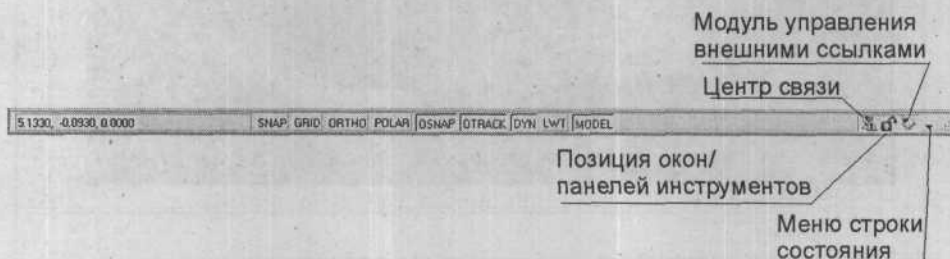 Модуль управления
внешними ссылками
Центр связи
5.1330, -0.0930, 0.0000 SNAP GRID ORTHO POLAR OSNAP OTRACK DYN LWT MODEL
Позиция окон/
панелей инструментов
Меню строки
состояния